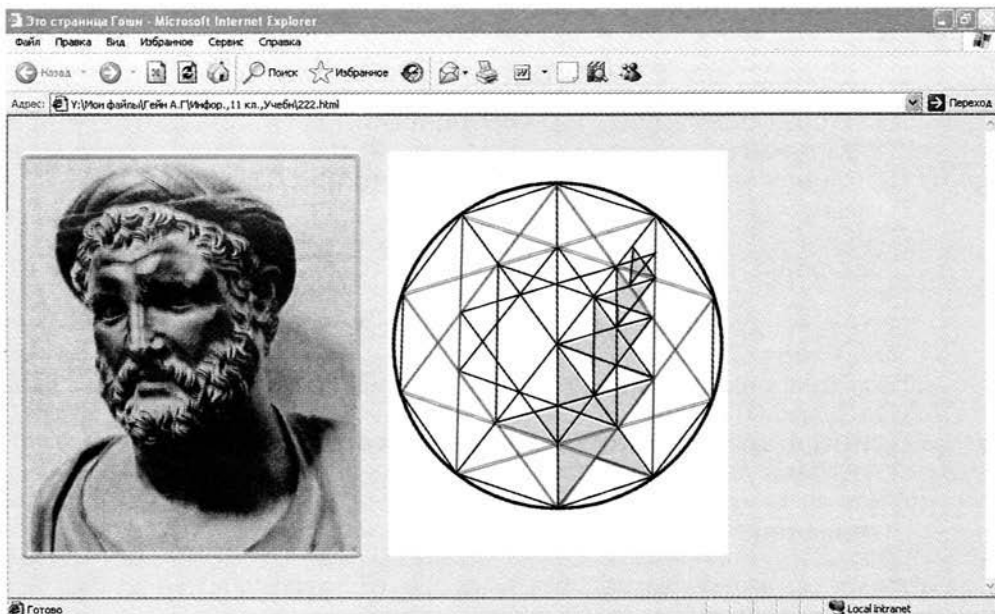 Это страница Гоши - Microsoft Internet Explorer
Файл Правка Вид Избранное Сервис Справка
Назад Поиск Избранное
Адрес: Y:\Мои файлы\Гейн А.Г\Инфор.,11 кл.,Учебн\222.html Переход
Готово Local intranet